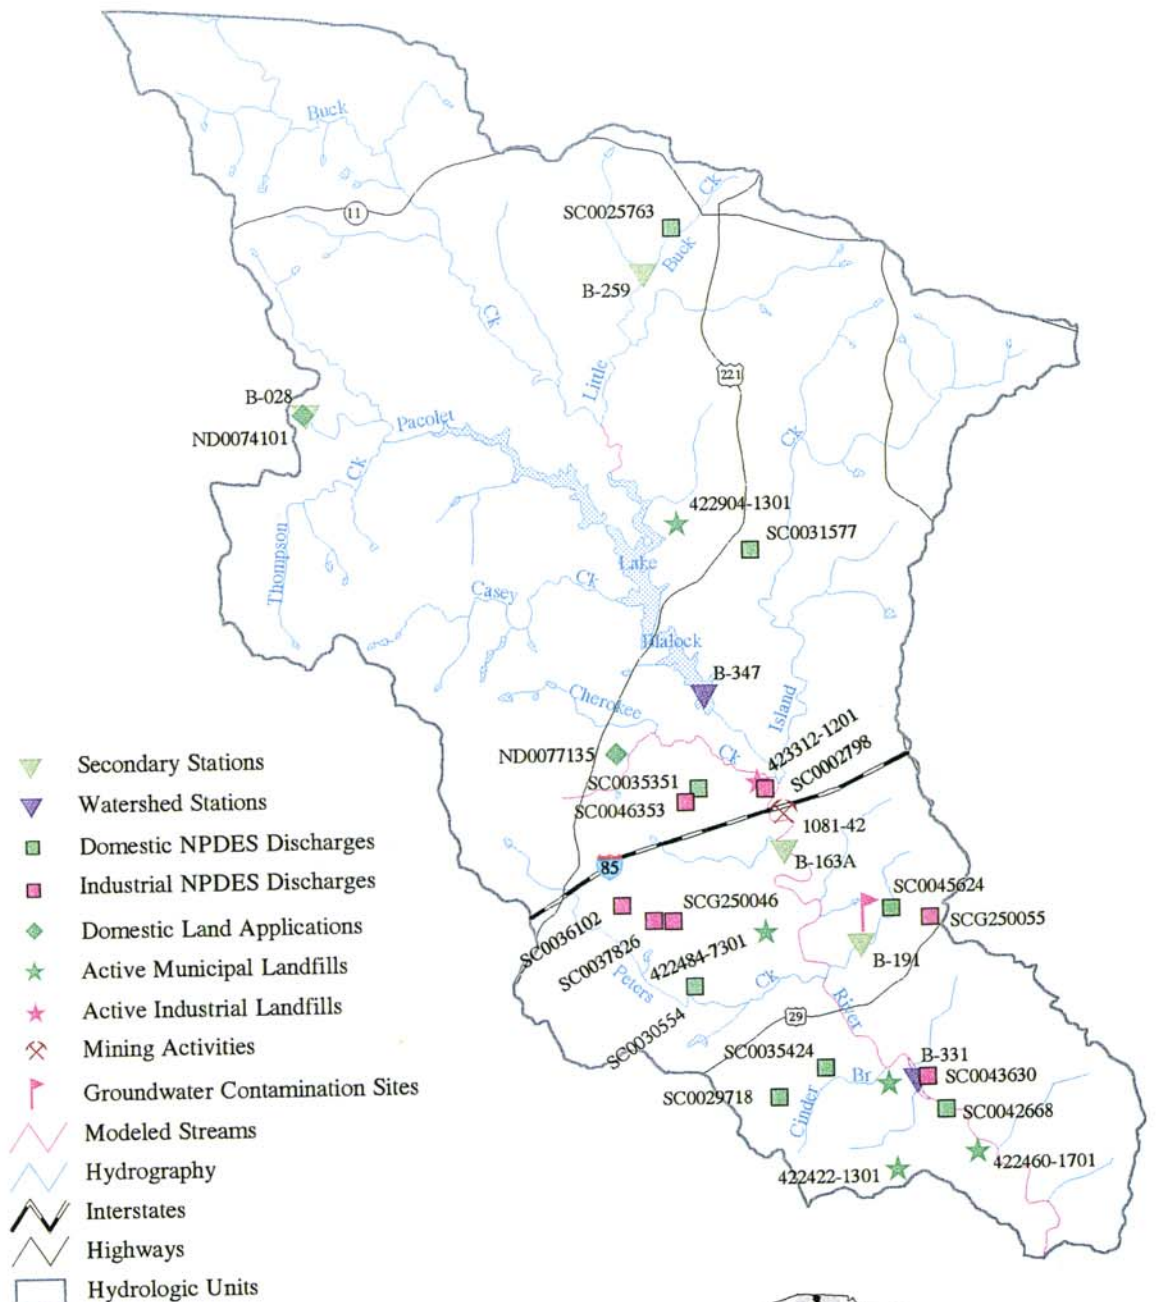 Buck
11
Ck
SC0025763
Buck
B-259
Ck
Little
221
B-028
ND0074101
Pacolet
Ck
Ck
422904-1301
SC0031577
Thompson
Lake
Ck
Casey
Blalock
B-347
Cherokee
Island
423312-1201
SC0002798
Ck
ND0077135
SC0035351
SC0046353
1081-42
B-163A
85
SC0045624
SCG250046
SCG250055
SC0036102
SC0037826
422484-7301
B-191
Peters
Ck
River
SC0030554
29
SC0035424
B-331
Br
SC0043630
SC0029718
Cinder
SC0042668
422460-1701
422422-1301
Secondary Stations
Watershed Stations
Domestic NPDES Discharges
Industrial NPDES Discharges
Domestic Land Applications
Active Municipal Landfills
Active Industrial Landfills
Mining Activities
Groundwater Contamination Sites
Modeled Streams
Hydrography
Interstates
Highways
Hydrologic Units